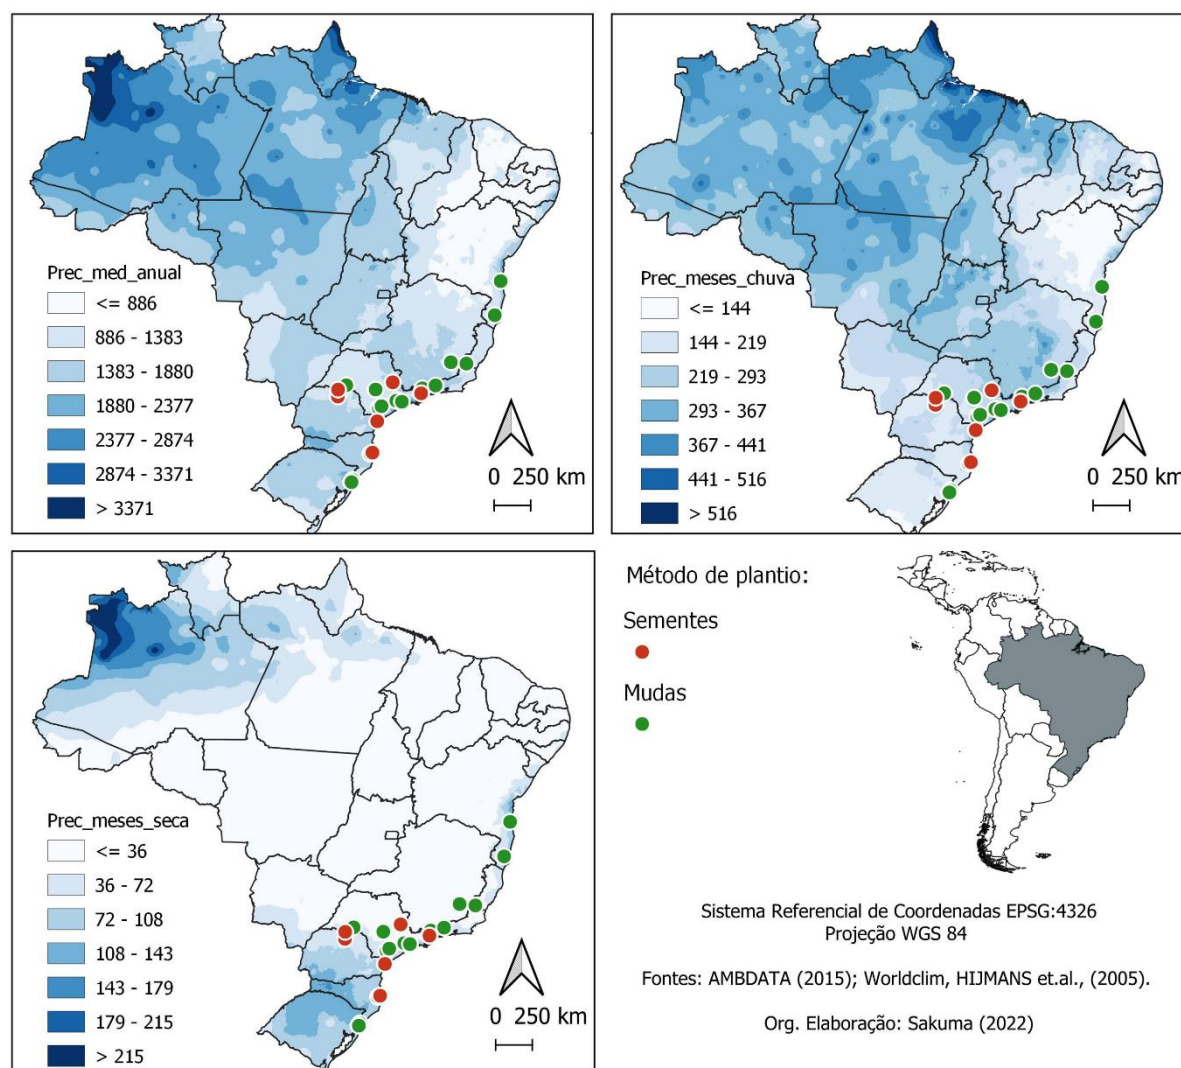 Prec_med_anual
<= 886
886 - 1383
1383 - 1880
1880 - 2377
2377 - 2874
2874 - 3371
> 3371
0 250 km
Prec_meses_chuva
<= 144
144 - 219
219 - 293
293 - 367
367 - 441
441 - 516
> 516
0 250 km
Prec_meses_seca
<= 36
36 - 72
72 - 108
108 - 143
143 - 179
179 - 215
> 215
0 250 km
Método de plantio:
Sementes
Mudas
Sistema Referencial de Coordenadas EPSG:4326
Projeção WGS 84
Fontes: AMBDATA (2015); Worldclim, HIJMANS et.al., (2005).
Org. Elaboração: Sakuma (2022)